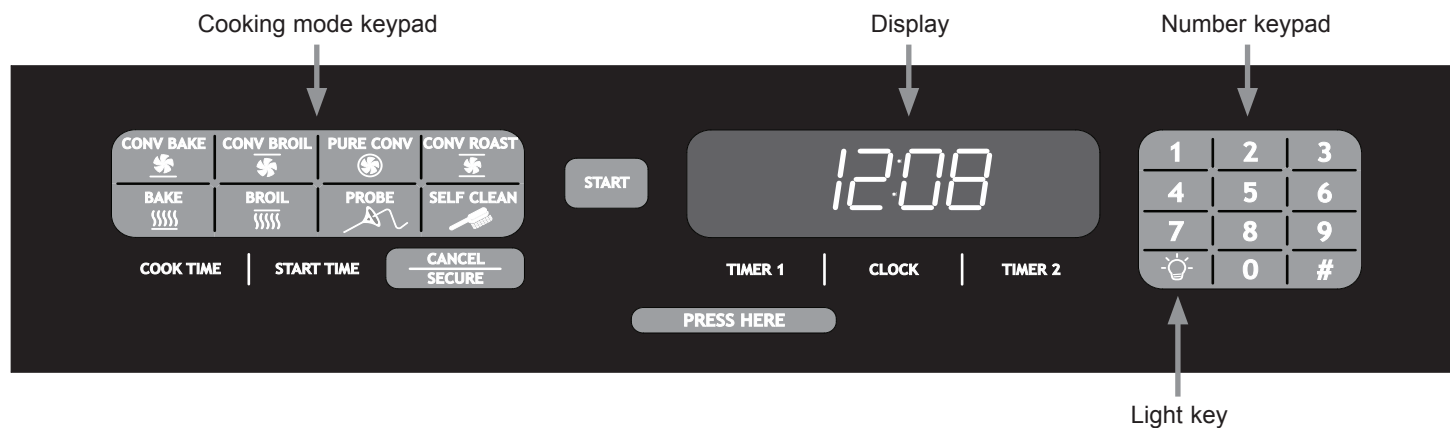 Cooking mode keypad
Display
Number keypad
CONV BAKE
CONV BROIL
PURE CONV
CONV ROAST
BAKE
BROIL
PROBE
SELF CLEAN
START
COOK TIME
START TIME
CANCEL
SECURE
12:08
TIMER 1
CLOCK
TIMER 2
PRESS HERE
1 2 3
4 5 6
7 8 9
0 #
Light key